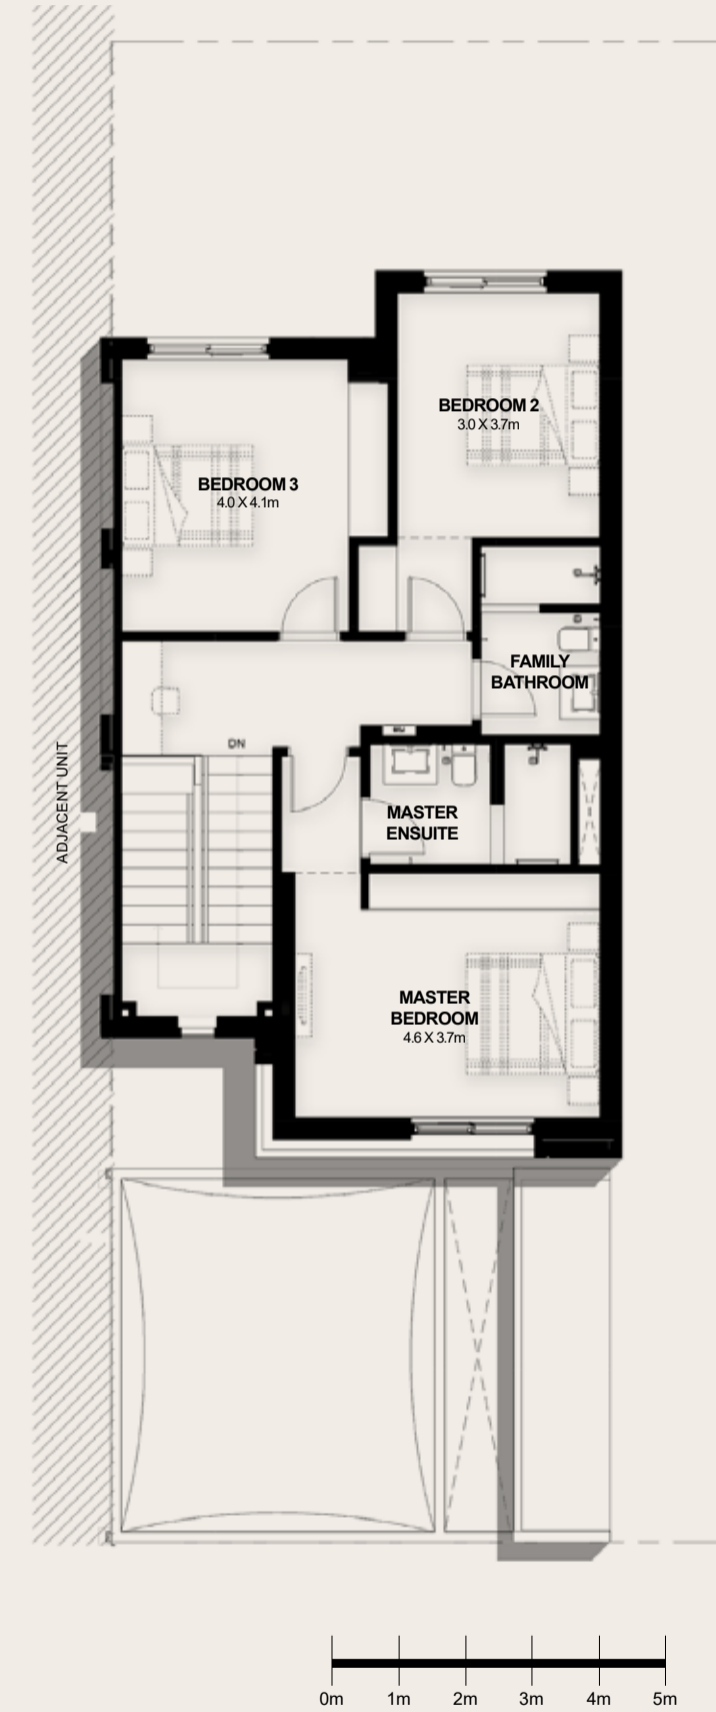 BEDROOM 2
3.0 X 3.7m
BEDROOM 3
4.0 X 4.1m
FAMILY
BATHROOM
DN
ADJACENT UNIT
MASTER
ENSUITE
MASTER
BEDROOM
4.6 X 3.7m
0m 1m 2m 3m 4m 5m